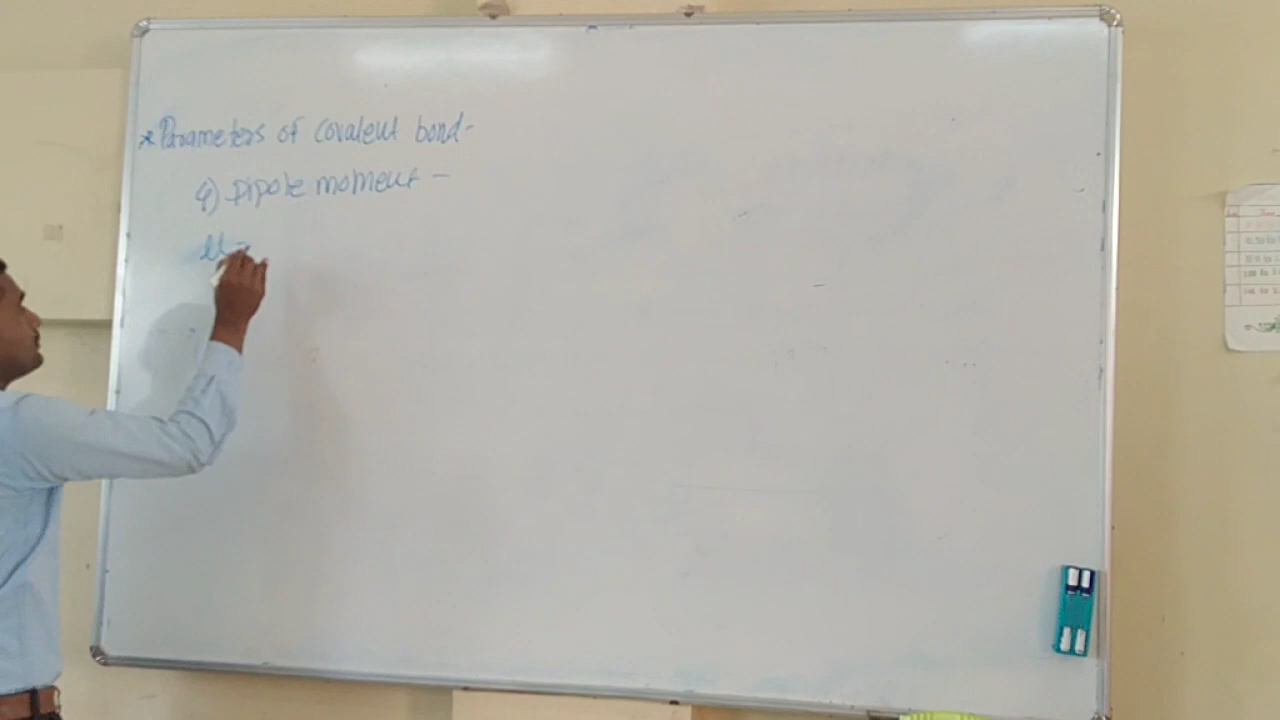 * Parameters of covalent bond-
4) Dipole moment -
μ =